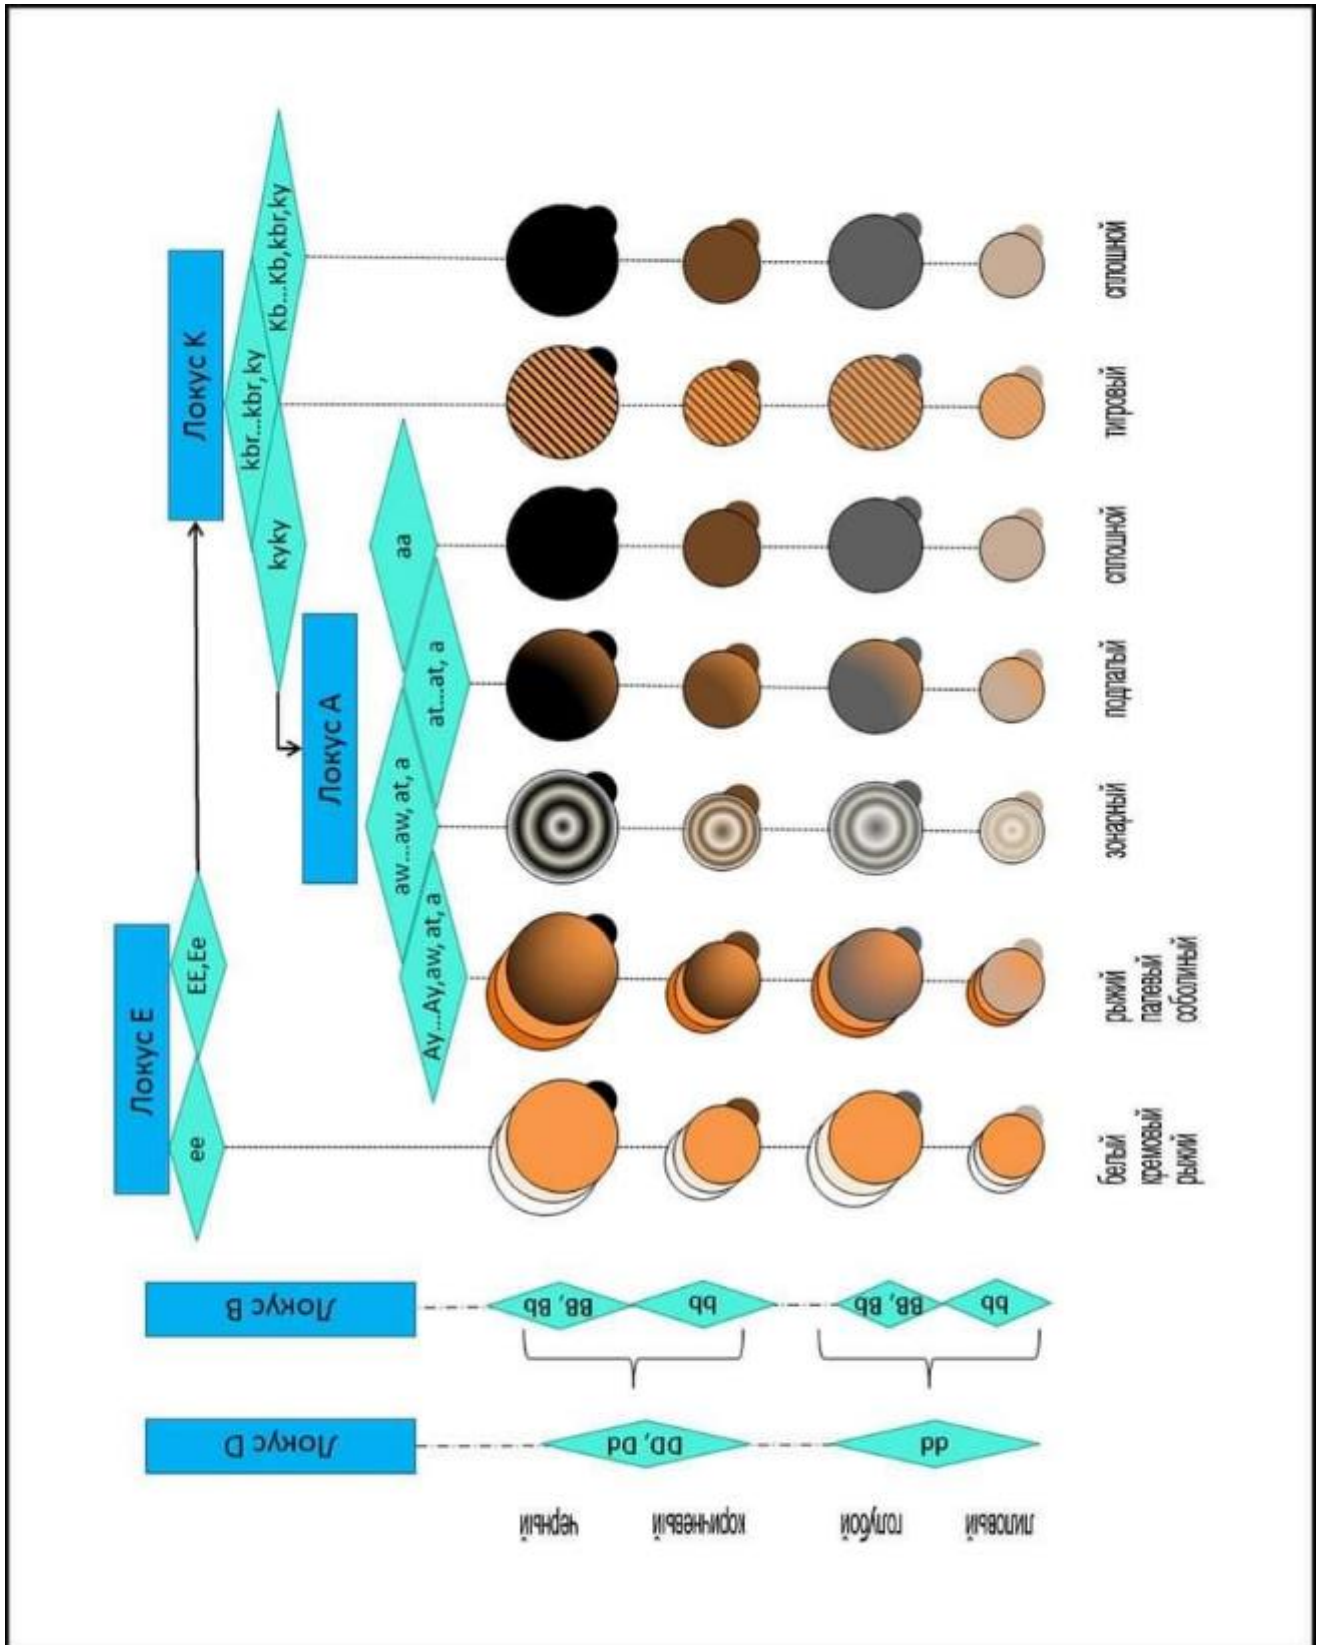 Локус E
ee
EE,Ee
Локус K
kyky
kbr...kbr,ky
Kb...Kb,kbr,ky
Локус A
Ay...Ay,aw, at, a
aw...aw, at, a
at...at, a
aa
Локус D
Локус B
DD, Dd
dd
BB, Bb
bb
BB, Bb
bb
черный
коричневый
голубой
лиловый
белый
кремовый
рыжий
рыжий
палевый
соболиный
зонарный
подпалый
сплошной
тигровый
сплошной